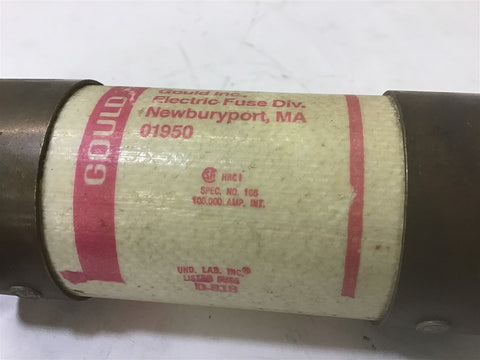 GOULD
Gould Inc.
Electric Fuse Div.
Newburyport, MA
01950
HRC I
SPEC. NO. 166
100,000 AMP. INT.
UND. LAB. INC.®
LISTED FUSE